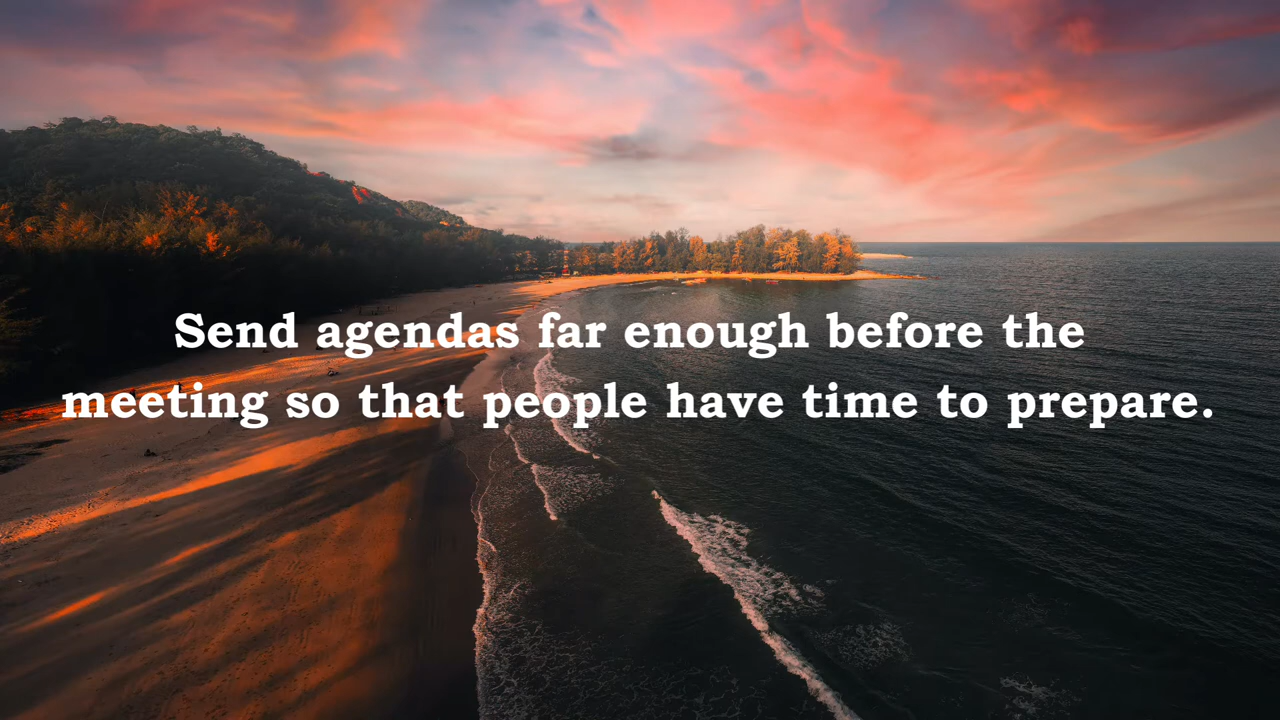 Send agendas far enough before the
meeting so that people have time to prepare.